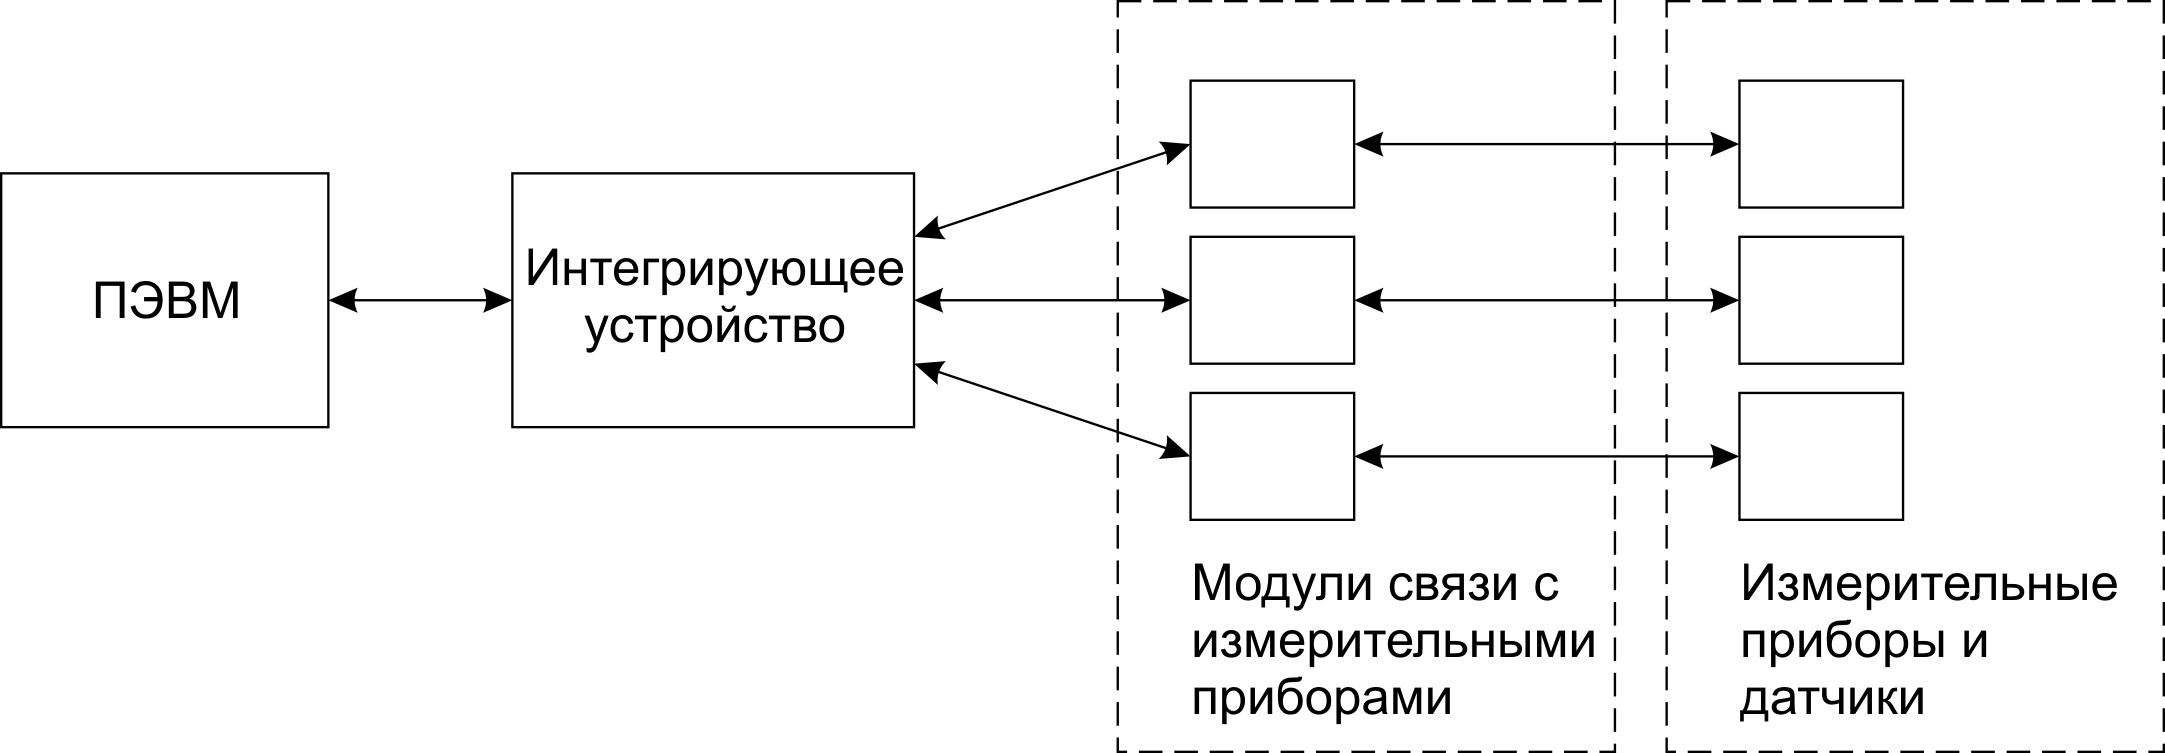 ПЭВМ
Интегрирующее
устройство
Модули связи с
измерительными
приборами
Измерительные
приборы и
датчики